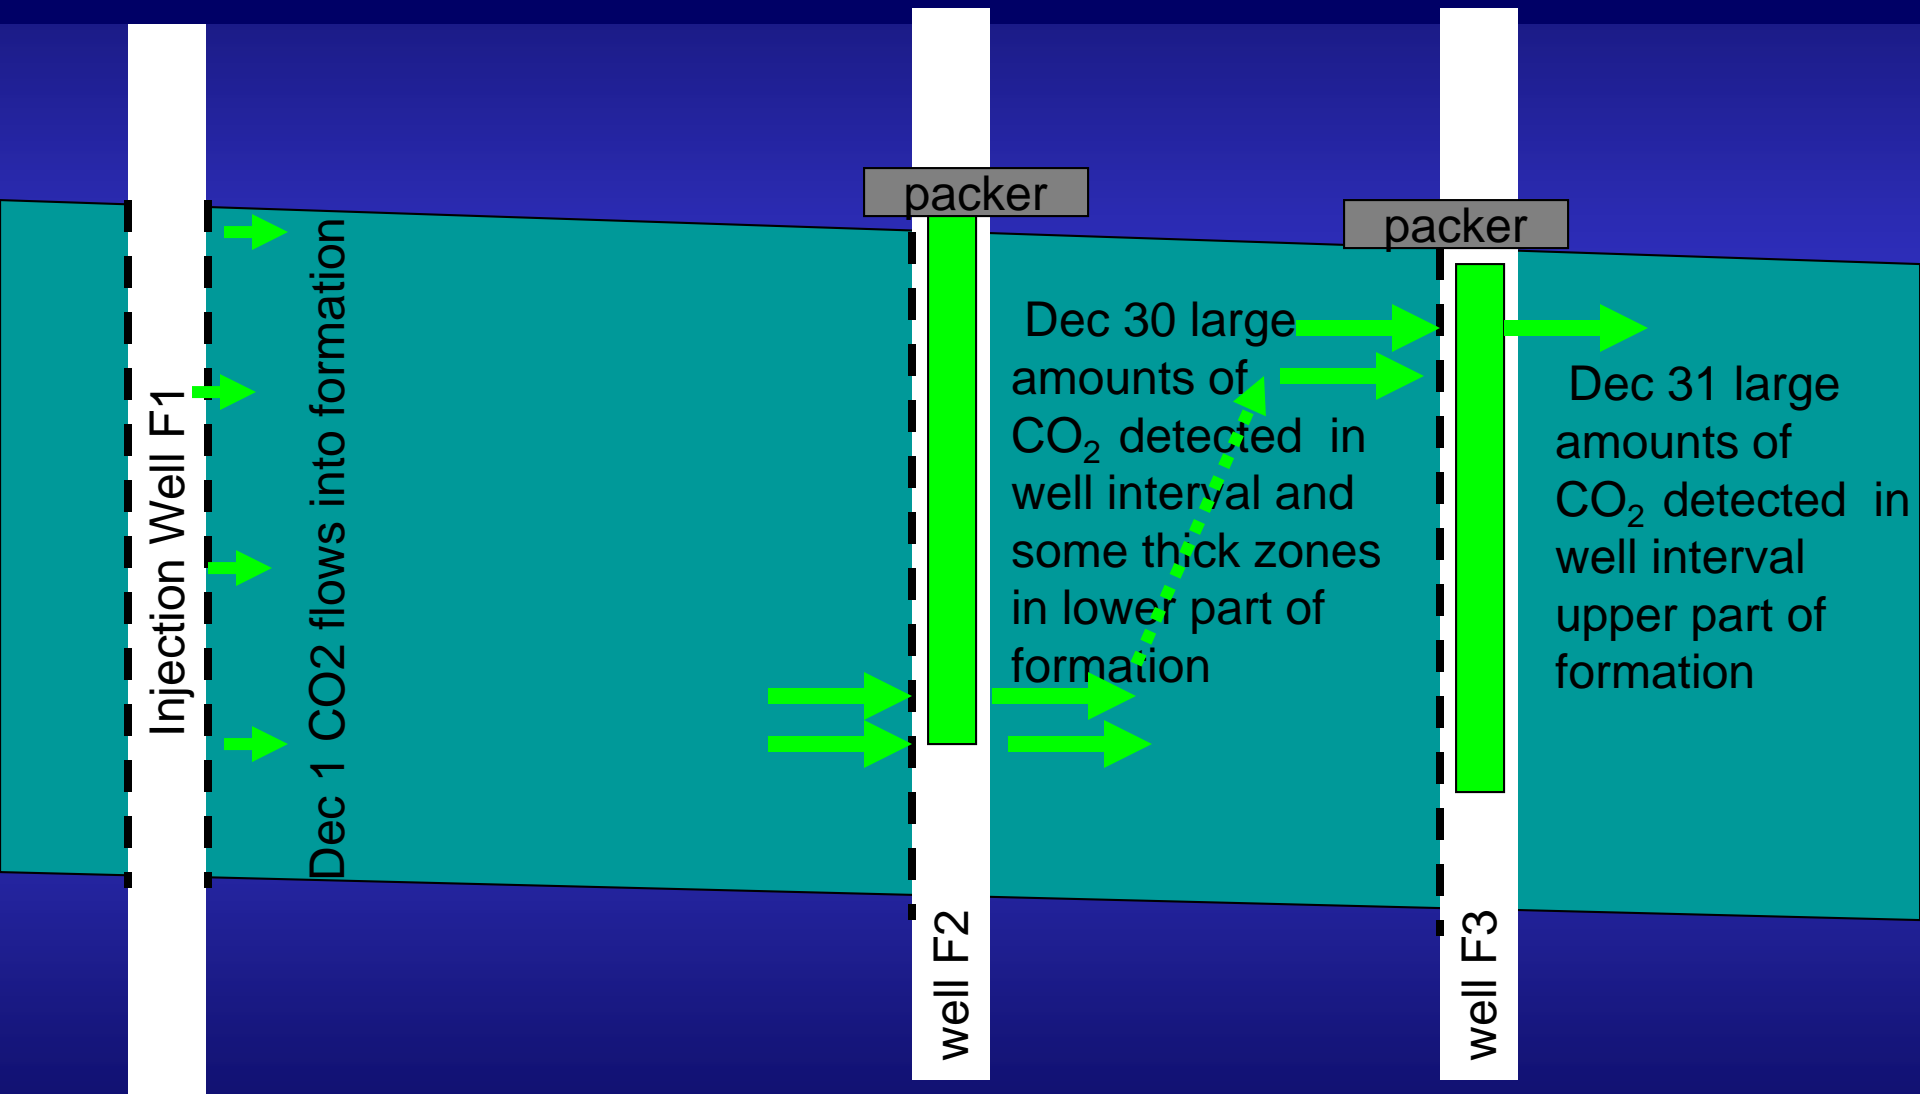 Injection Well F1
Dec 1 CO2 flows into formation
packer
well F2
Dec 30 large
amounts of
CO₂ detected in
well interval and
some thick zones
in lower part of
formation
packer
well F3
Dec 31 large
amounts of
CO₂ detected in
well interval
upper part of
formation